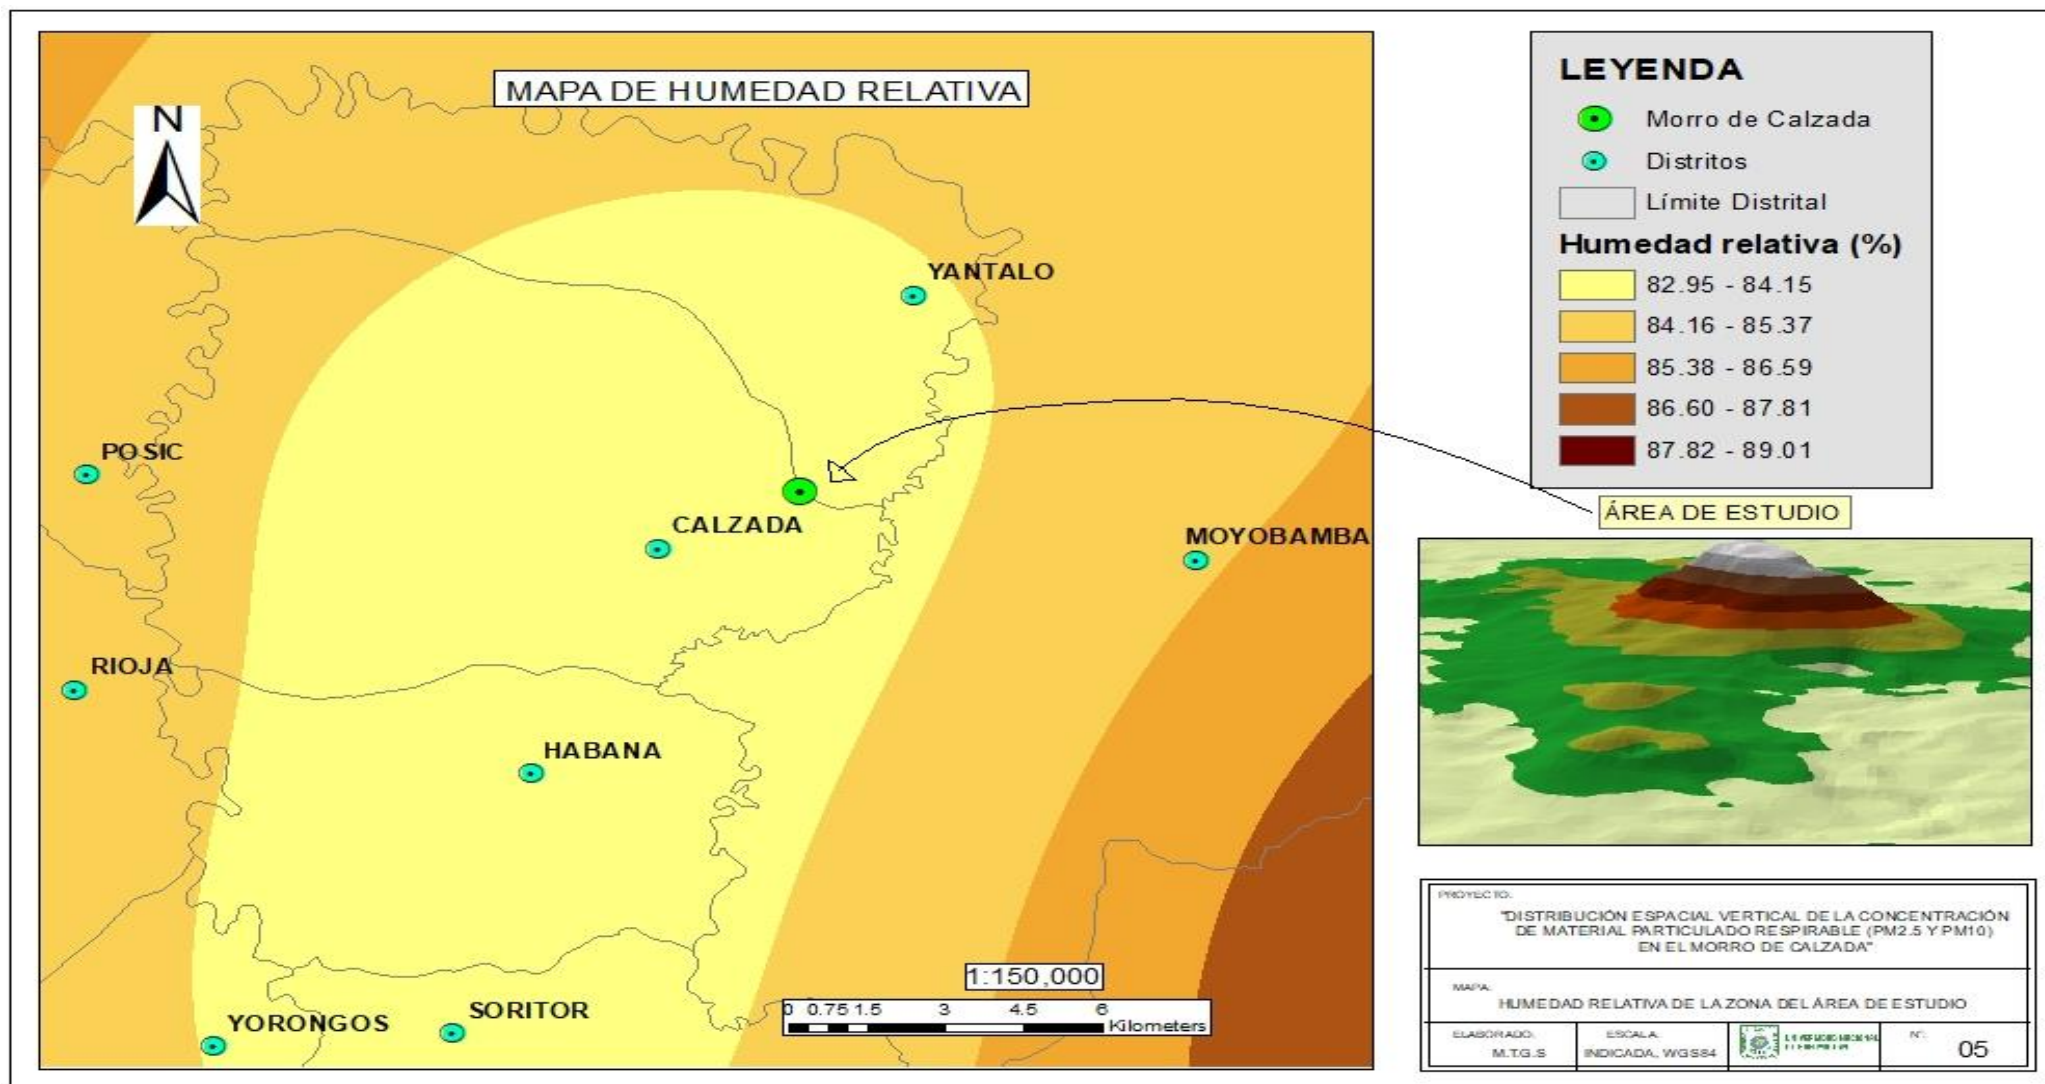 MAPA DE HUMEDAD RELATIVA
N
YANTALO
POSIC
CALZADA
MOYOBAMBA
RIOJA
HABANA
YORONGOS
SORITOR
1:150,000
0 0.75 1.5 3 4.5 6
Kilometers
LEYENDA
Morro de Calzada
Distritos
Límite Distrital
Humedad relativa (%)
82.95 - 84.15
84.16 - 85.37
85.38 - 86.59
86.60 - 87.81
87.82 - 89.01
ÁREA DE ESTUDIO
PROYECTO:
"DISTRIBUCIÓN ESPACIAL VERTICAL DE LA CONCENTRACIÓN
DE MATERIAL PARTICULADO RESPIRABLE (PM2.5 Y PM10)
EN EL MORRO DE CALZADA"
MAPA:
HUMEDAD RELATIVA DE LA ZONA DEL ÁREA DE ESTUDIO
ELABORADO:
M.T.G.S
ESCALA:
INDICADA, WGS84
N°:
05